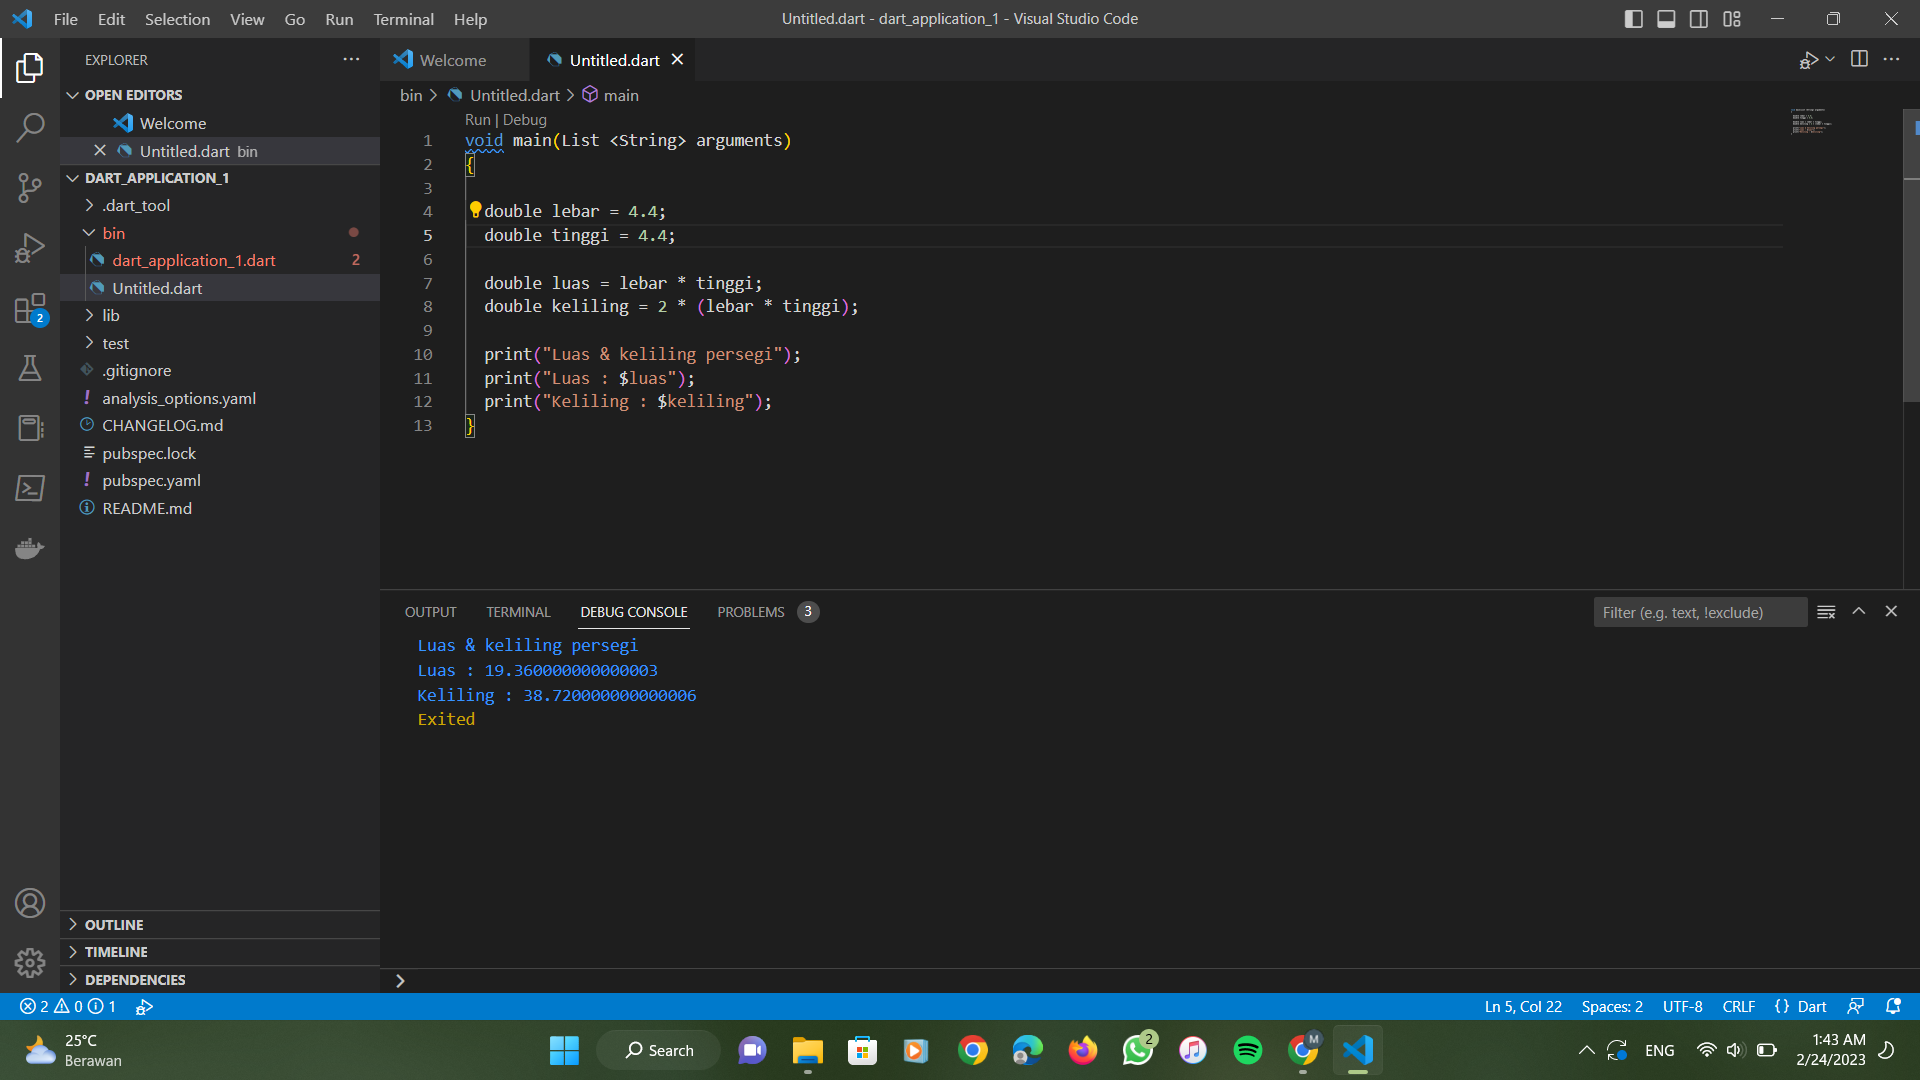 File Edit Selection View Go Run Terminal Help
Untitled.dart - dart_application_1 - Visual Studio Code
EXPLORER
OPEN EDITORS
Welcome
Untitled.dart bin
DART_APPLICATION_1
.dart_tool
bin
dart_application_1.dart 2
Untitled.dart
lib
test
.gitignore
analysis_options.yaml
CHANGELOG.md
pubspec.lock
pubspec.yaml
README.md
2
OUTLINE
TIMELINE
DEPENDENCIES
Welcome
Untitled.dart
bin > Untitled.dart > main
Run | Debug
1 void main(List <String> arguments)
2 {
3
4 double lebar = 4.4;
5 double tinggi = 4.4;
6
7 double luas = lebar * tinggi;
8 double keliling = 2 * (lebar * tinggi);
9
10 print("Luas & keliling persegi");
11 print("Luas : $luas");
12 print("Keliling : $keliling");
13 }
OUTPUT TERMINAL DEBUG CONSOLE PROBLEMS 3
Filter (e.g. text, !exclude)
Luas & keliling persegi
Luas : 19.360000000000003
Keliling : 38.720000000000006
Exited
2 0 1
Ln 5, Col 22 Spaces: 2 UTF-8 CRLF {} Dart
25°C
Berawan
Search
2
M
ENG
1:43 AM
2/24/2023